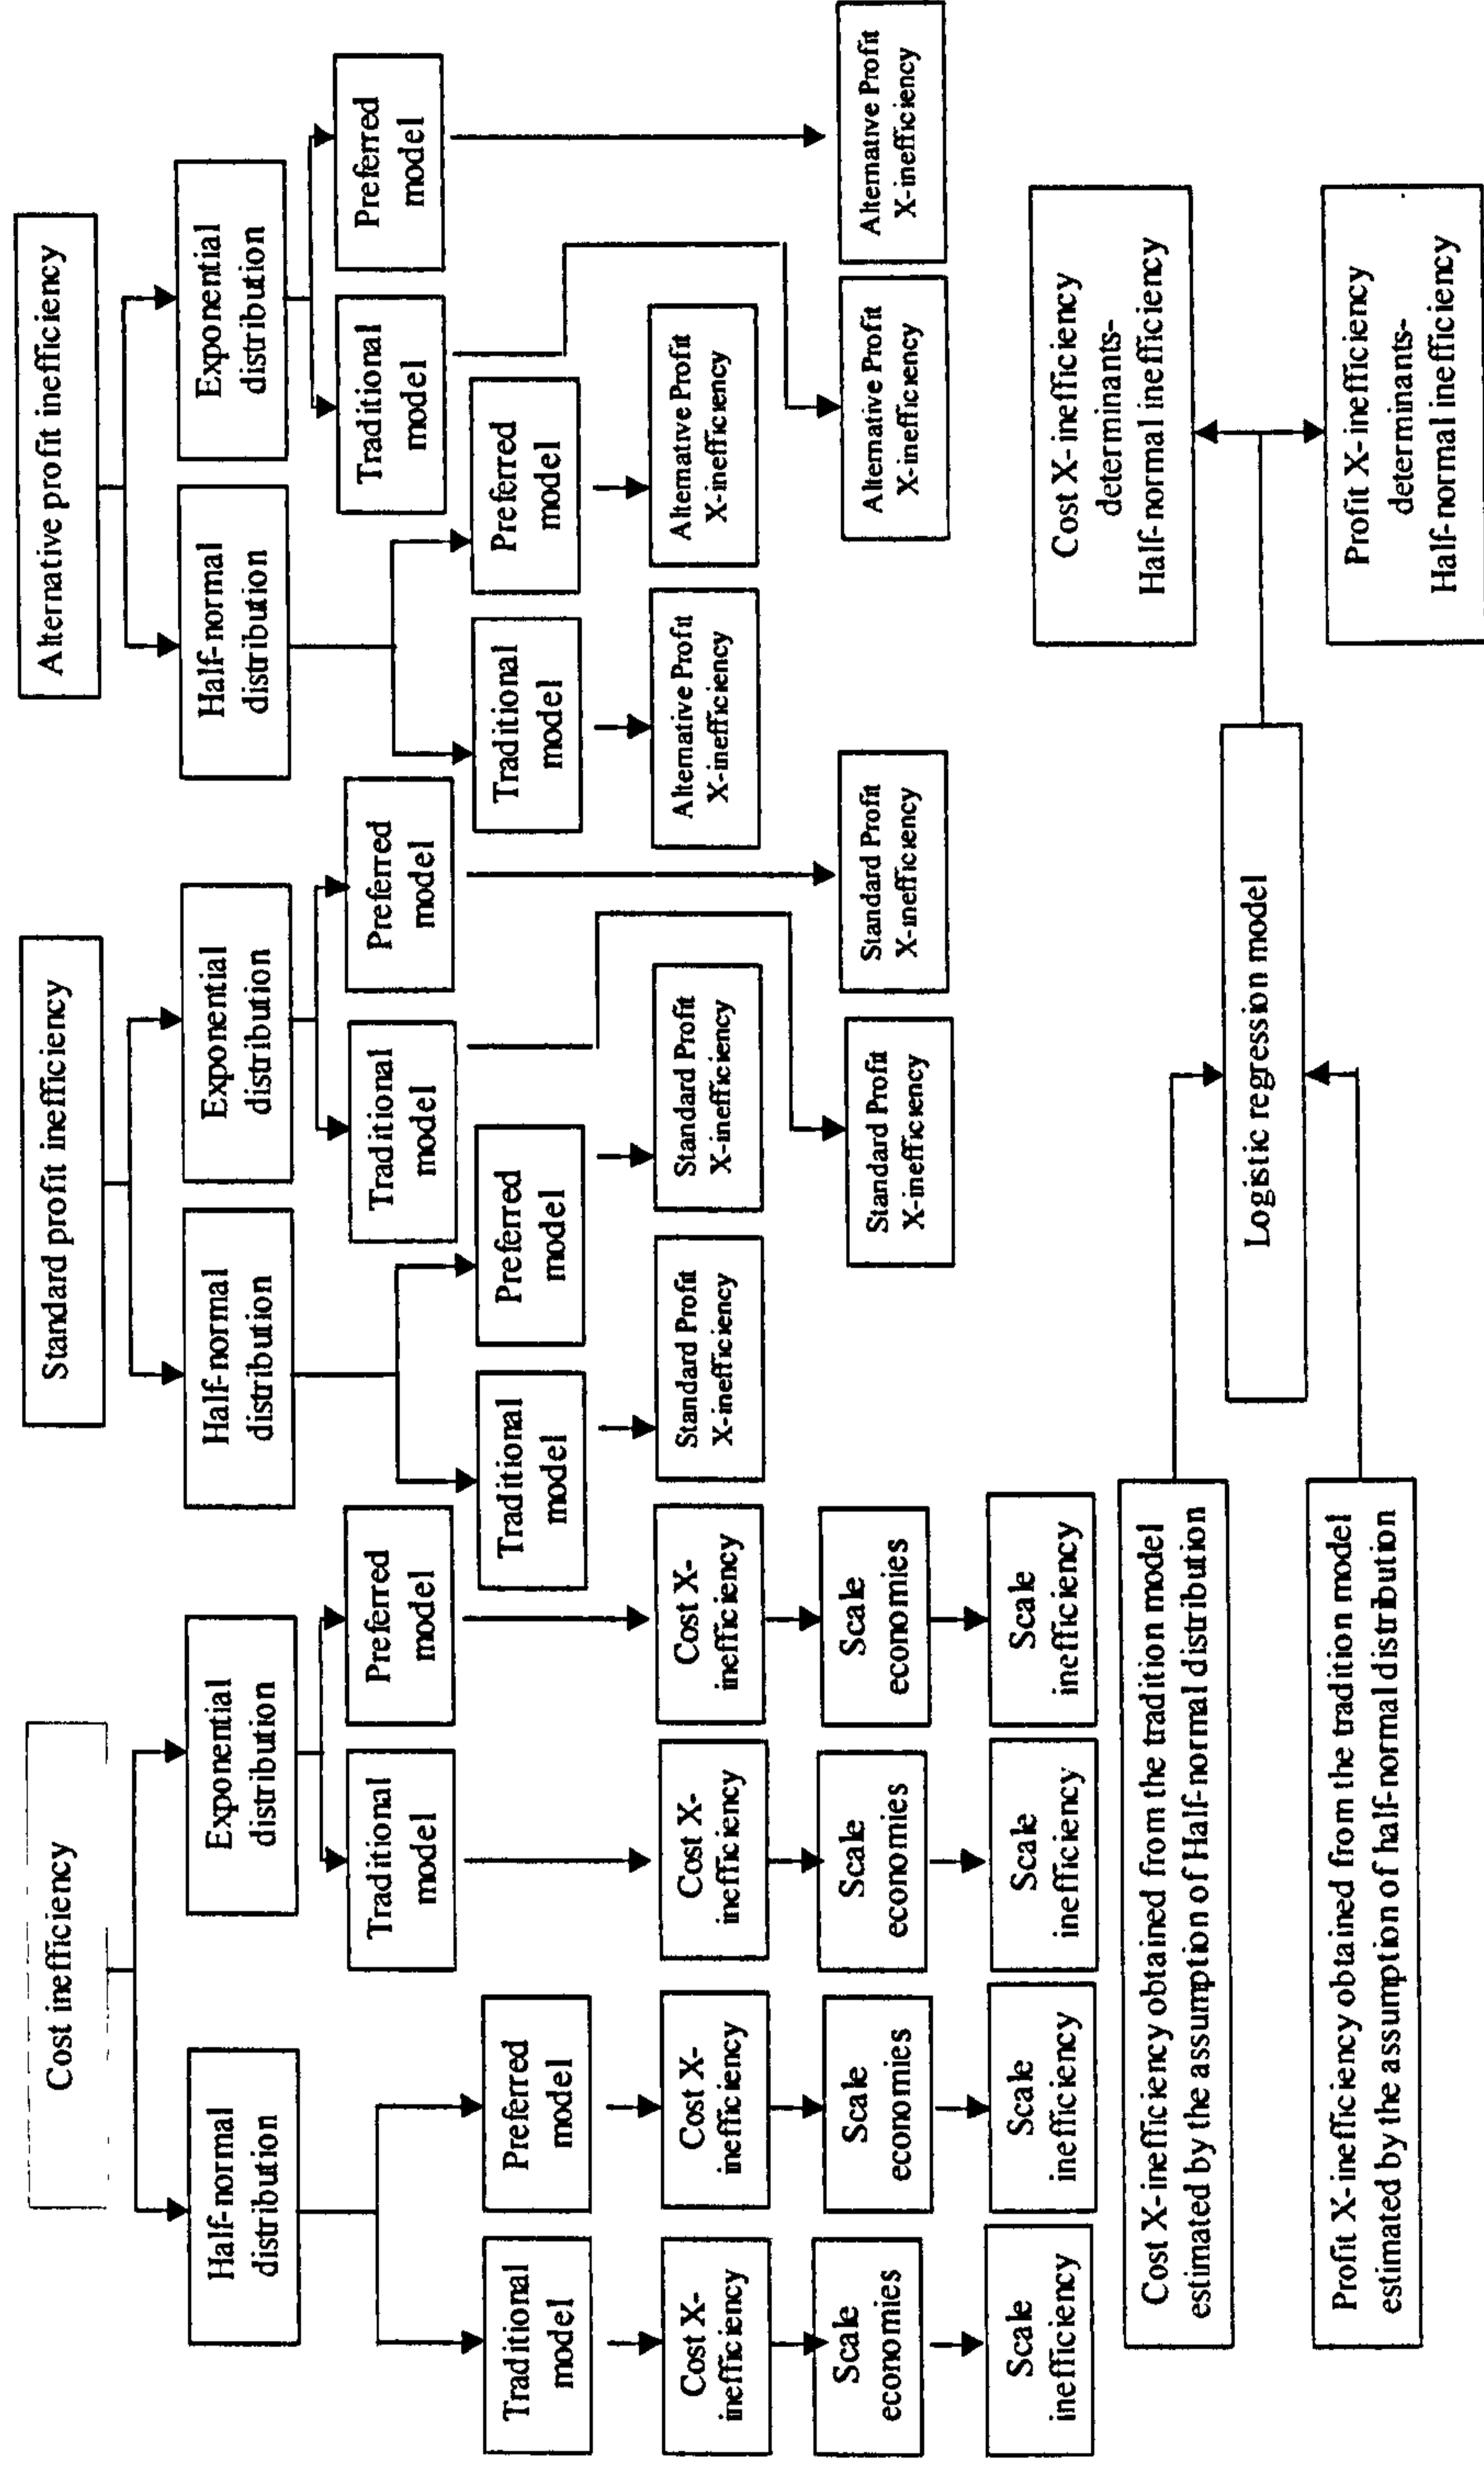 Cost inefficiency
Standard profit inefficiency
Alternative profit inefficiency
Half-normal
distribution
Exponential
distribution
Half-normal
distribution
Exponential
distribution
Half-normal
distribution
Exponential
distribution
Traditional
model
Preferred
model
Traditional
model
Preferred
model
Traditional
model
Preferred
model
Traditional
model
Preferred
model
Traditional
model
Preferred
model
Traditional
model
Preferred
model
Cost X-
inefficiency
Cost X-
inefficiency
Cost X-
inefficiency
Cost X-
inefficiency
Standard Profit
X-inefficiency
Standard Profit
X-inefficiency
Alternative Profit
X-inefficiency
Alternative Profit
X-inefficiency
Scale
economies
Scale
economies
Scale
economies
Scale
economies
Standard Profit
X-inefficiency
Standard Profit
X-inefficiency
Alternative Profit
X-inefficiency
Alternative Profit
X-inefficiency
Scale
inefficiency
Scale
inefficiency
Scale
inefficiency
Scale
inefficiency
Cost X-inefficiency obtained from the tradition model
estimated by the assumption of Half-normal distribution
Logistic regression model
Cost X-inefficiency
determinants-
Half-normal inefficiency
Profit X-inefficiency obtained from the tradition model
estimated by the assumption of half-normal distribution
Profit X-inefficiency
determinants-
Half-normal inefficiency